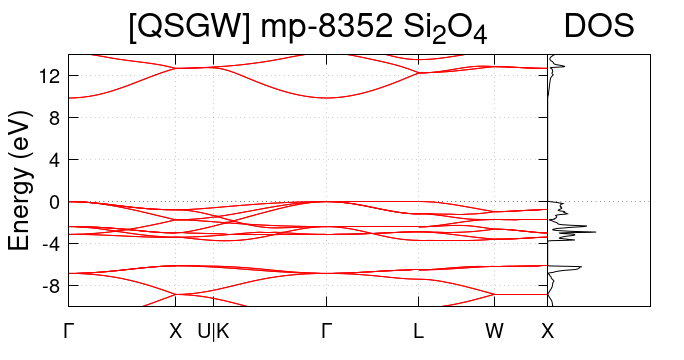 [QSGW] mp-8352 Si₂O₄ DOS
Energy (eV)
12
8
4
0
-4
-8
Γ X U|K Γ L W X